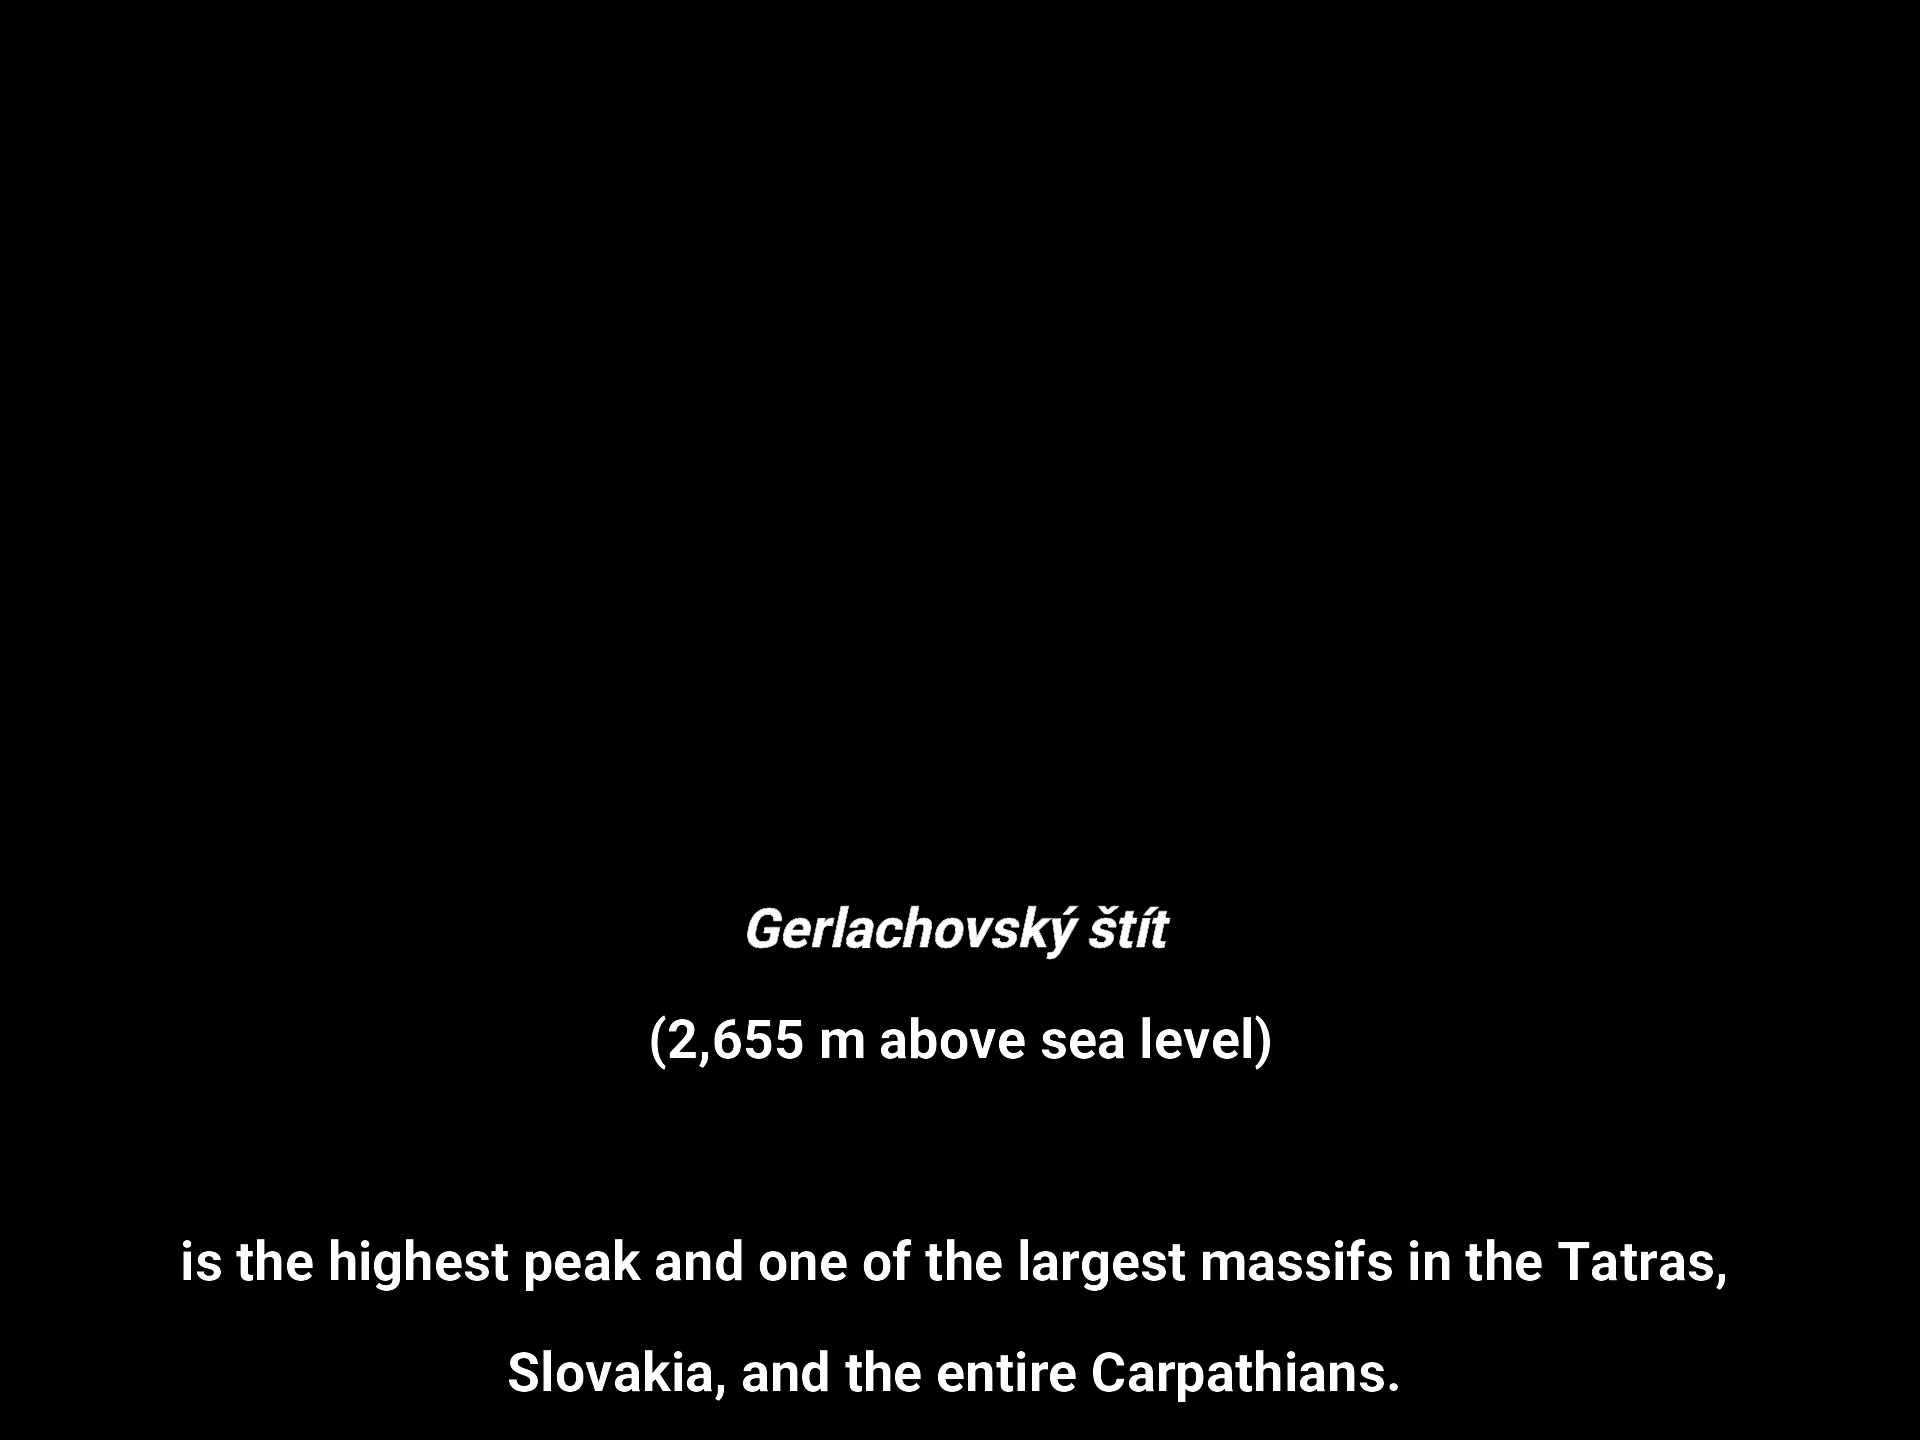 Gerlachovský štít
(2,655 m above sea level)
is the highest peak and one of the largest massifs in the Tatras,
Slovakia, and the entire Carpathians.